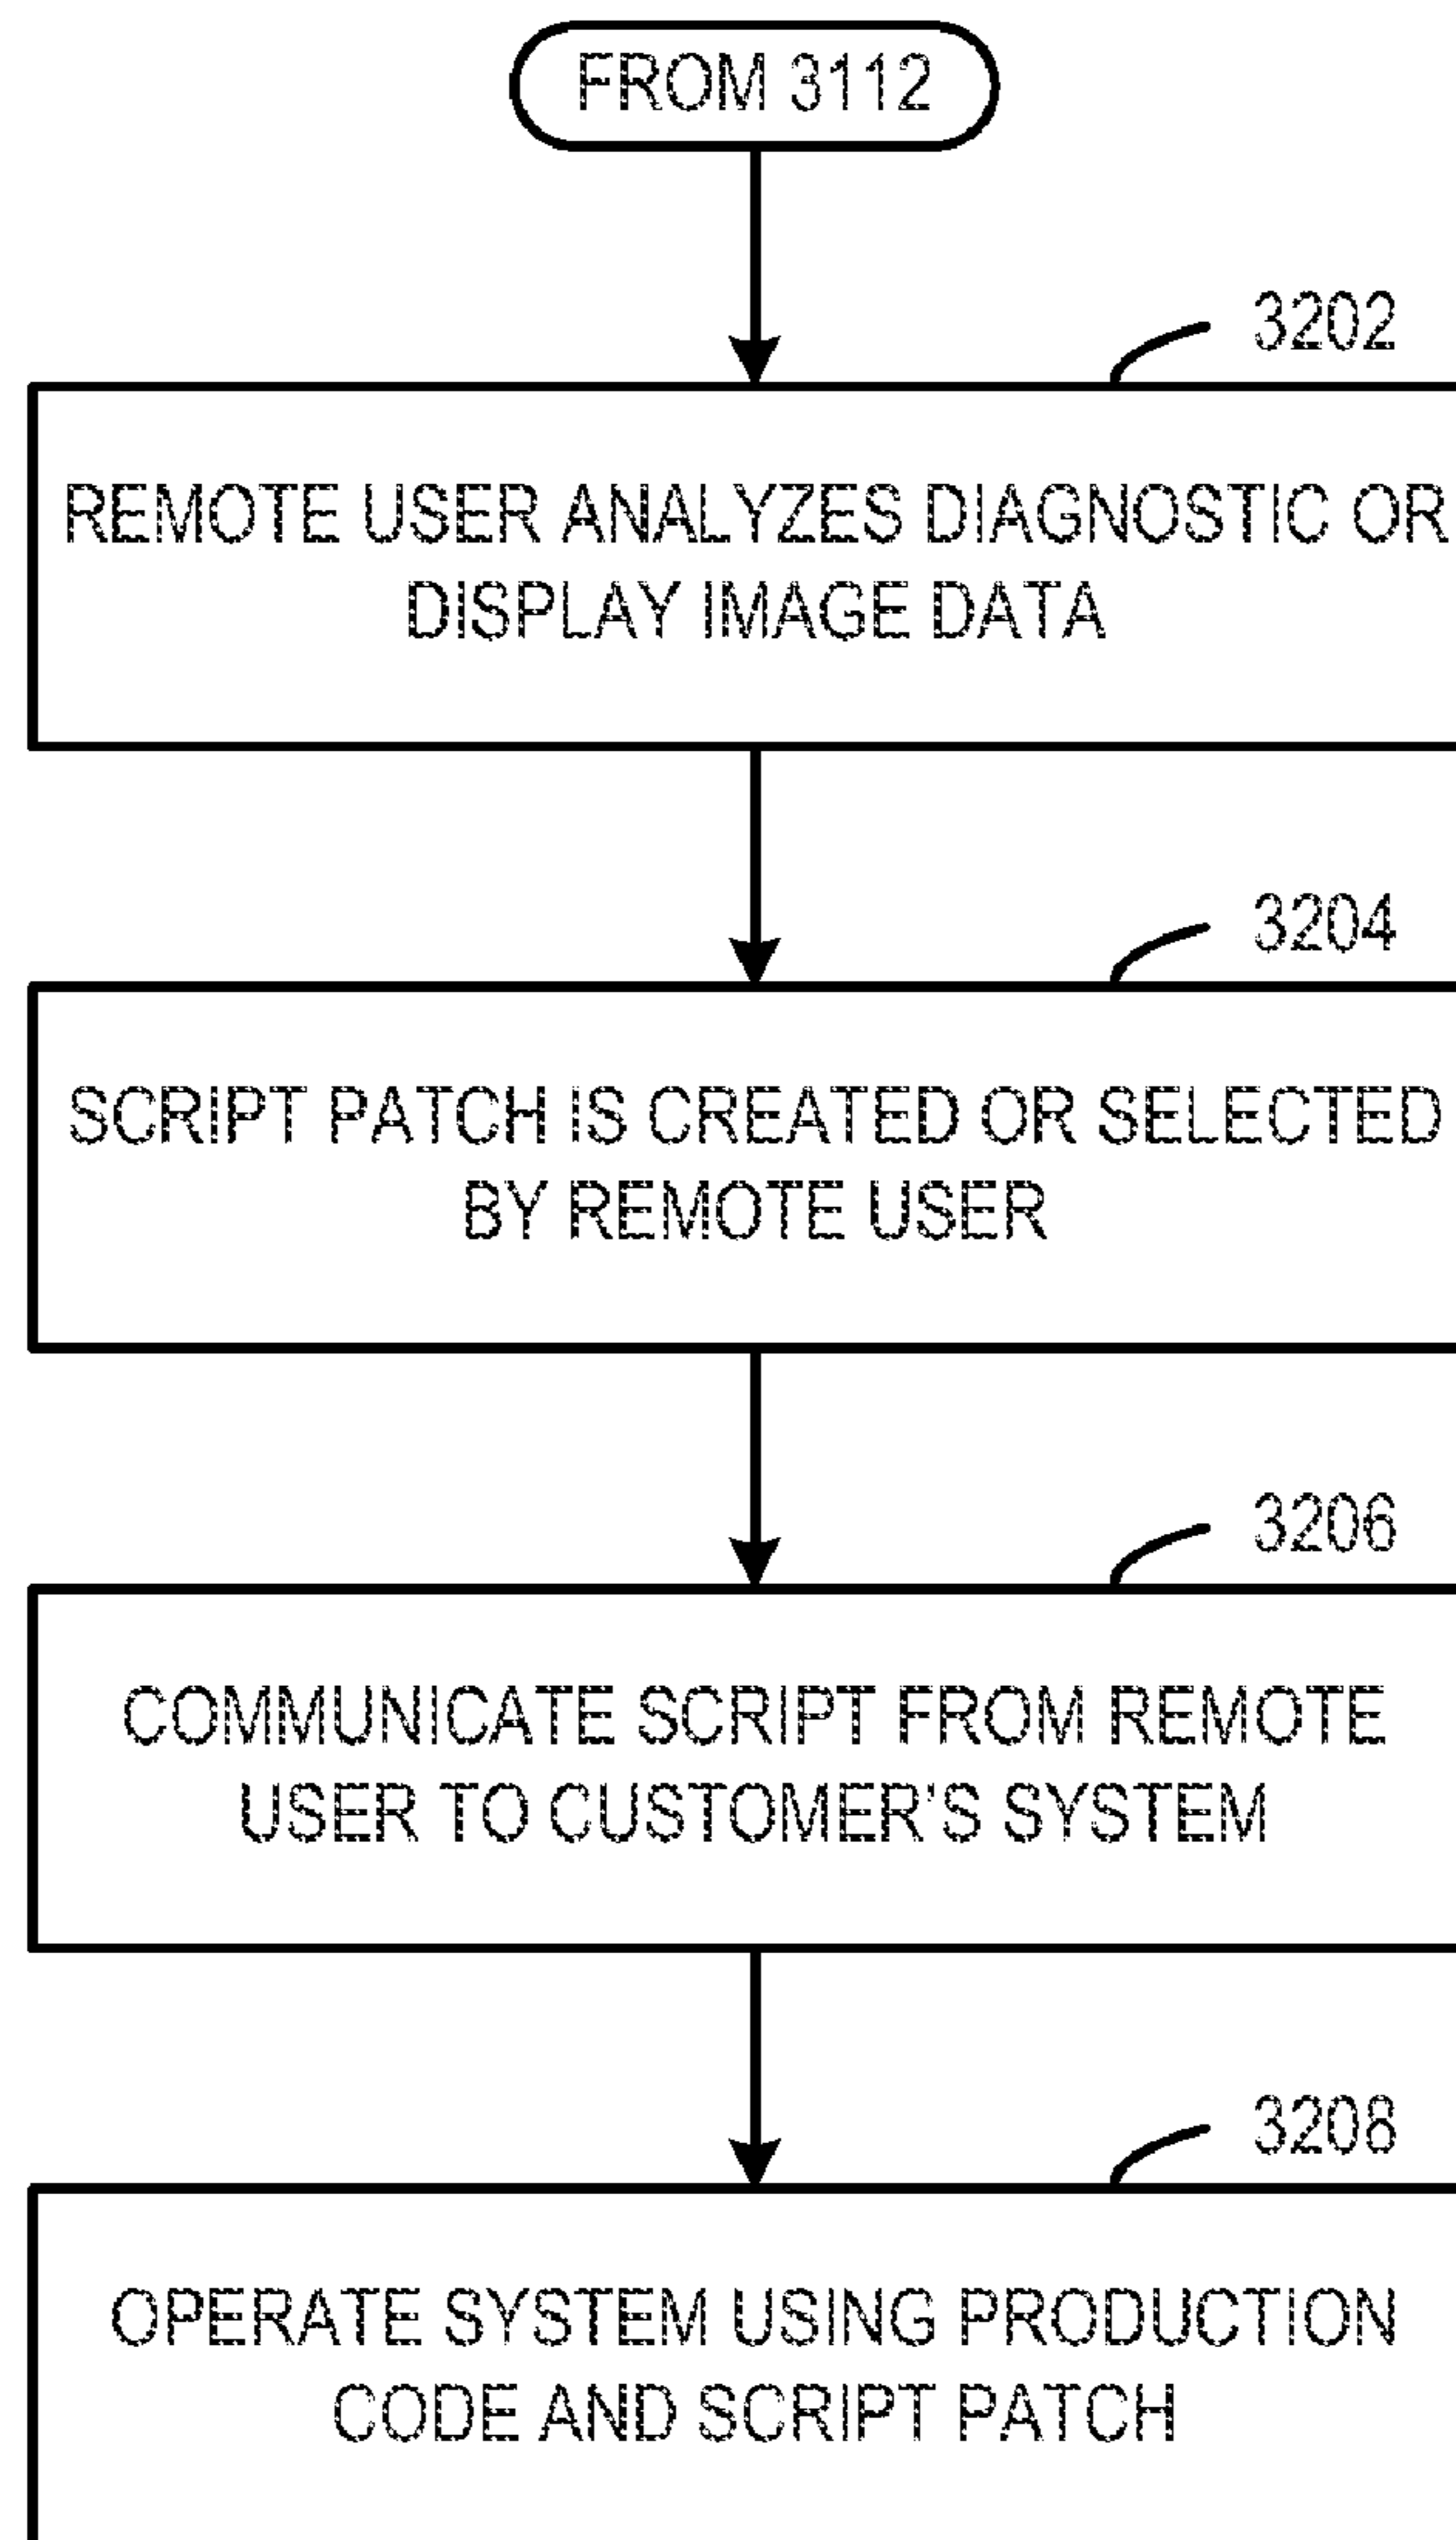 FROM 3112
3202
REMOTE USER ANALYZES DIAGNOSTIC OR
DISPLAY IMAGE DATA
3204
SCRIPT PATCH IS CREATED OR SELECTED
BY REMOTE USER
3206
COMMUNICATE SCRIPT FROM REMOTE
USER TO CUSTOMER'S SYSTEM
3208
OPERATE SYSTEM USING PRODUCTION
CODE AND SCRIPT PATCH